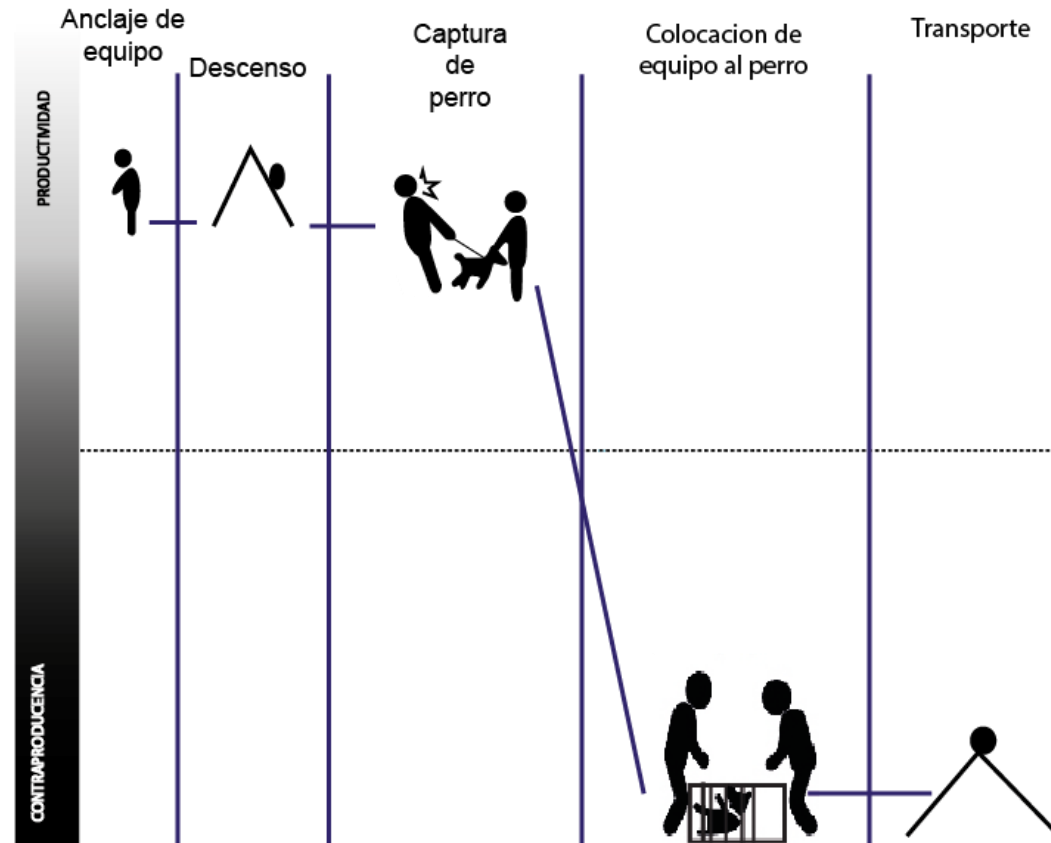 Anclaje de
equipo
Descenso
Captura
de
perro
Colocacion de
equipo al perro
Transporte
PRODUCTIVIDAD
CONTRAPRODUCENCIA